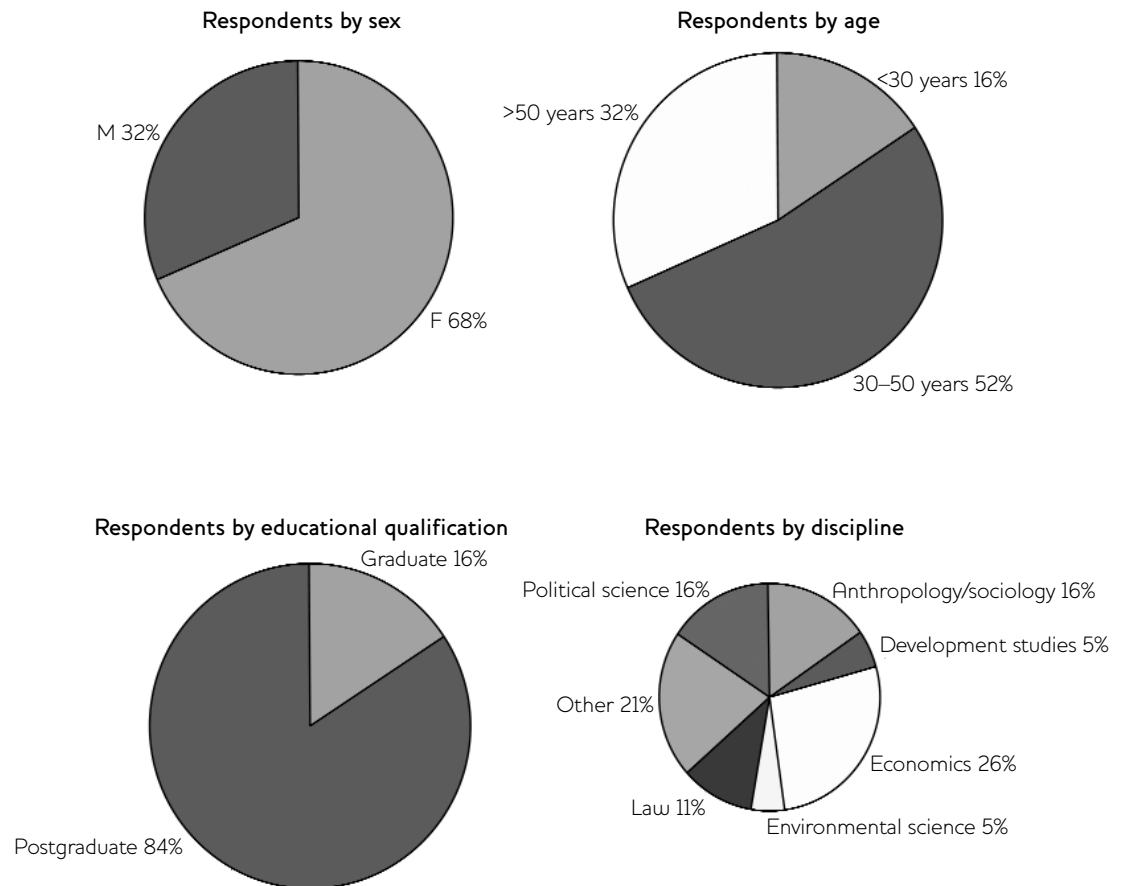 Respondents by sex
M 32%
F 68%
Respondents by age
<30 years 16%
>50 years 32%
30–50 years 52%
Respondents by educational qualification
Graduate 16%
Postgraduate 84%
Respondents by discipline
Political science 16%
Anthropology/sociology 16%
Development studies 5%
Other 21%
Economics 26%
Law 11%
Environmental science 5%